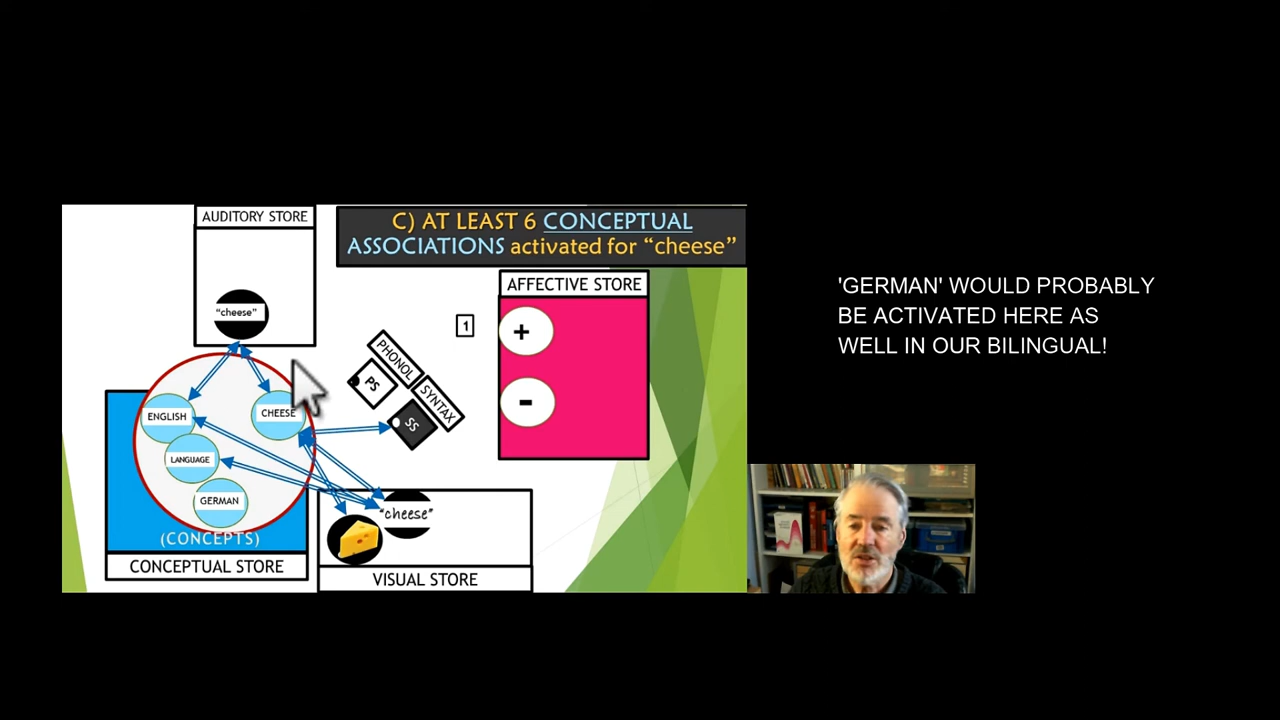 AUDITORY STORE
C) AT LEAST 6 CONCEPTUAL
ASSOCIATIONS activated for “cheese”
“cheese”
AFFECTIVE STORE
1
+
-
PHONOL
SYNTAX
PS
SS
ENGLISH
CHEESE
LANGUAGE
GERMAN
(CONCEPTS)
CONCEPTUAL STORE
“cheese”
VISUAL STORE
'GERMAN' WOULD PROBABLY
BE ACTIVATED HERE AS
WELL IN OUR BILINGUAL!